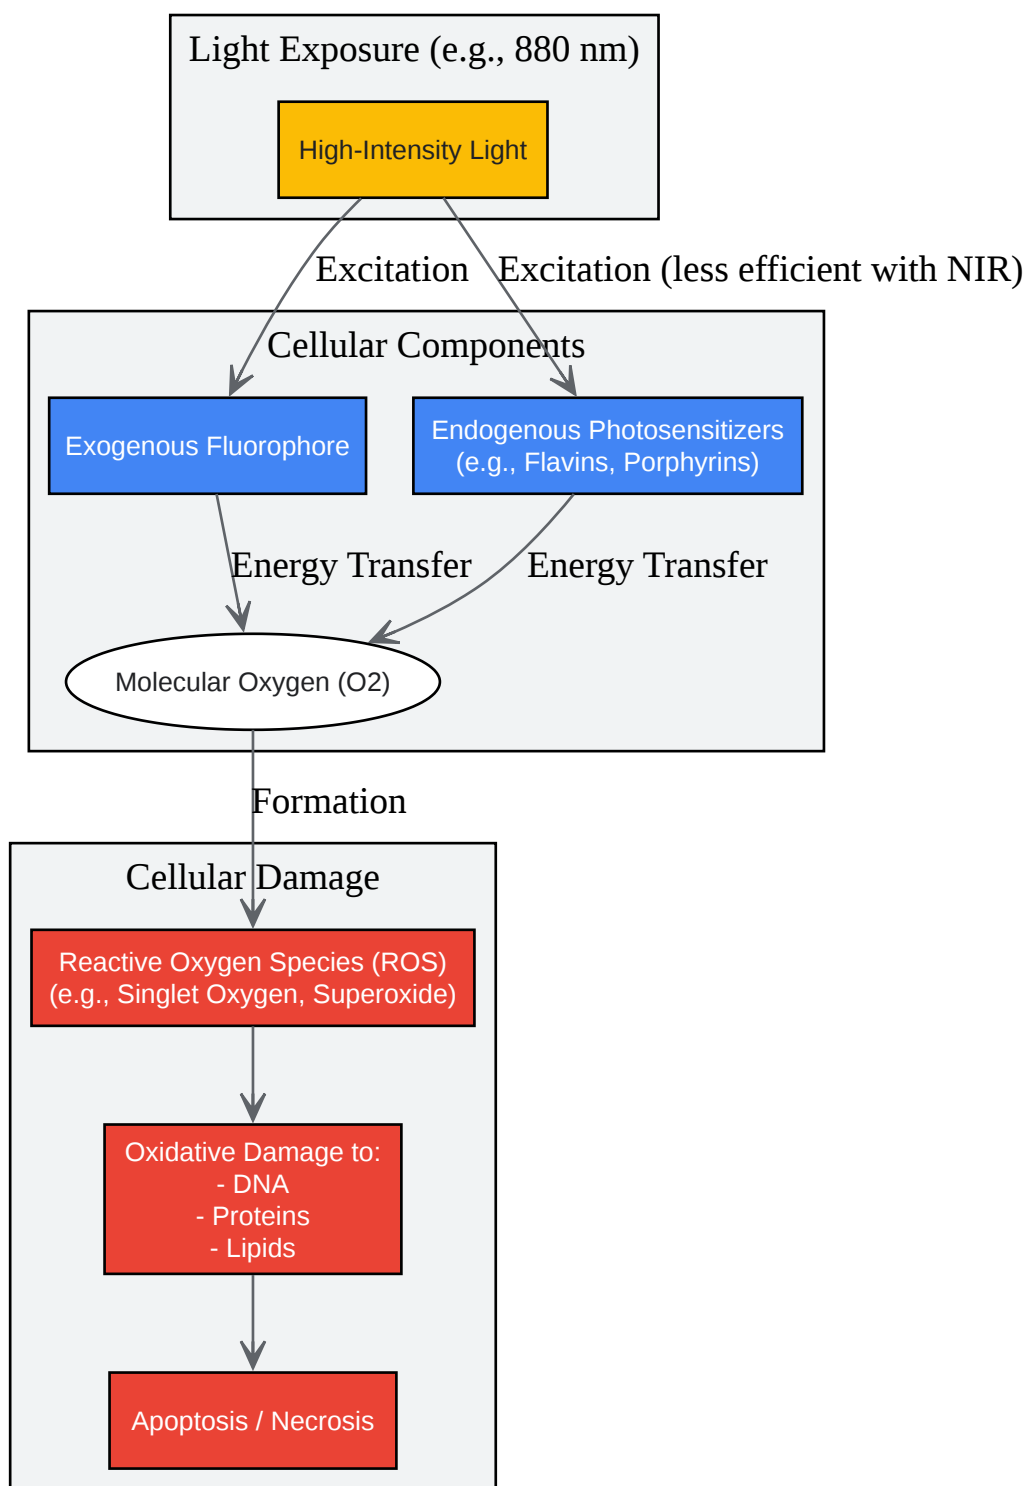 Light Exposure (e.g., 880 nm)
High-Intensity Light
Excitation
Excitation (less efficient with NIR)
Cellular Components
Exogenous Fluorophore
Endogenous Photosensitizers
(e.g., Flavins, Porphyrins)
Energy Transfer
Energy Transfer
Molecular Oxygen (O2)
Formation
Cellular Damage
Reactive Oxygen Species (ROS)
(e.g., Singlet Oxygen, Superoxide)
Oxidative Damage to:
- DNA
- Proteins
- Lipids
Apoptosis / Necrosis